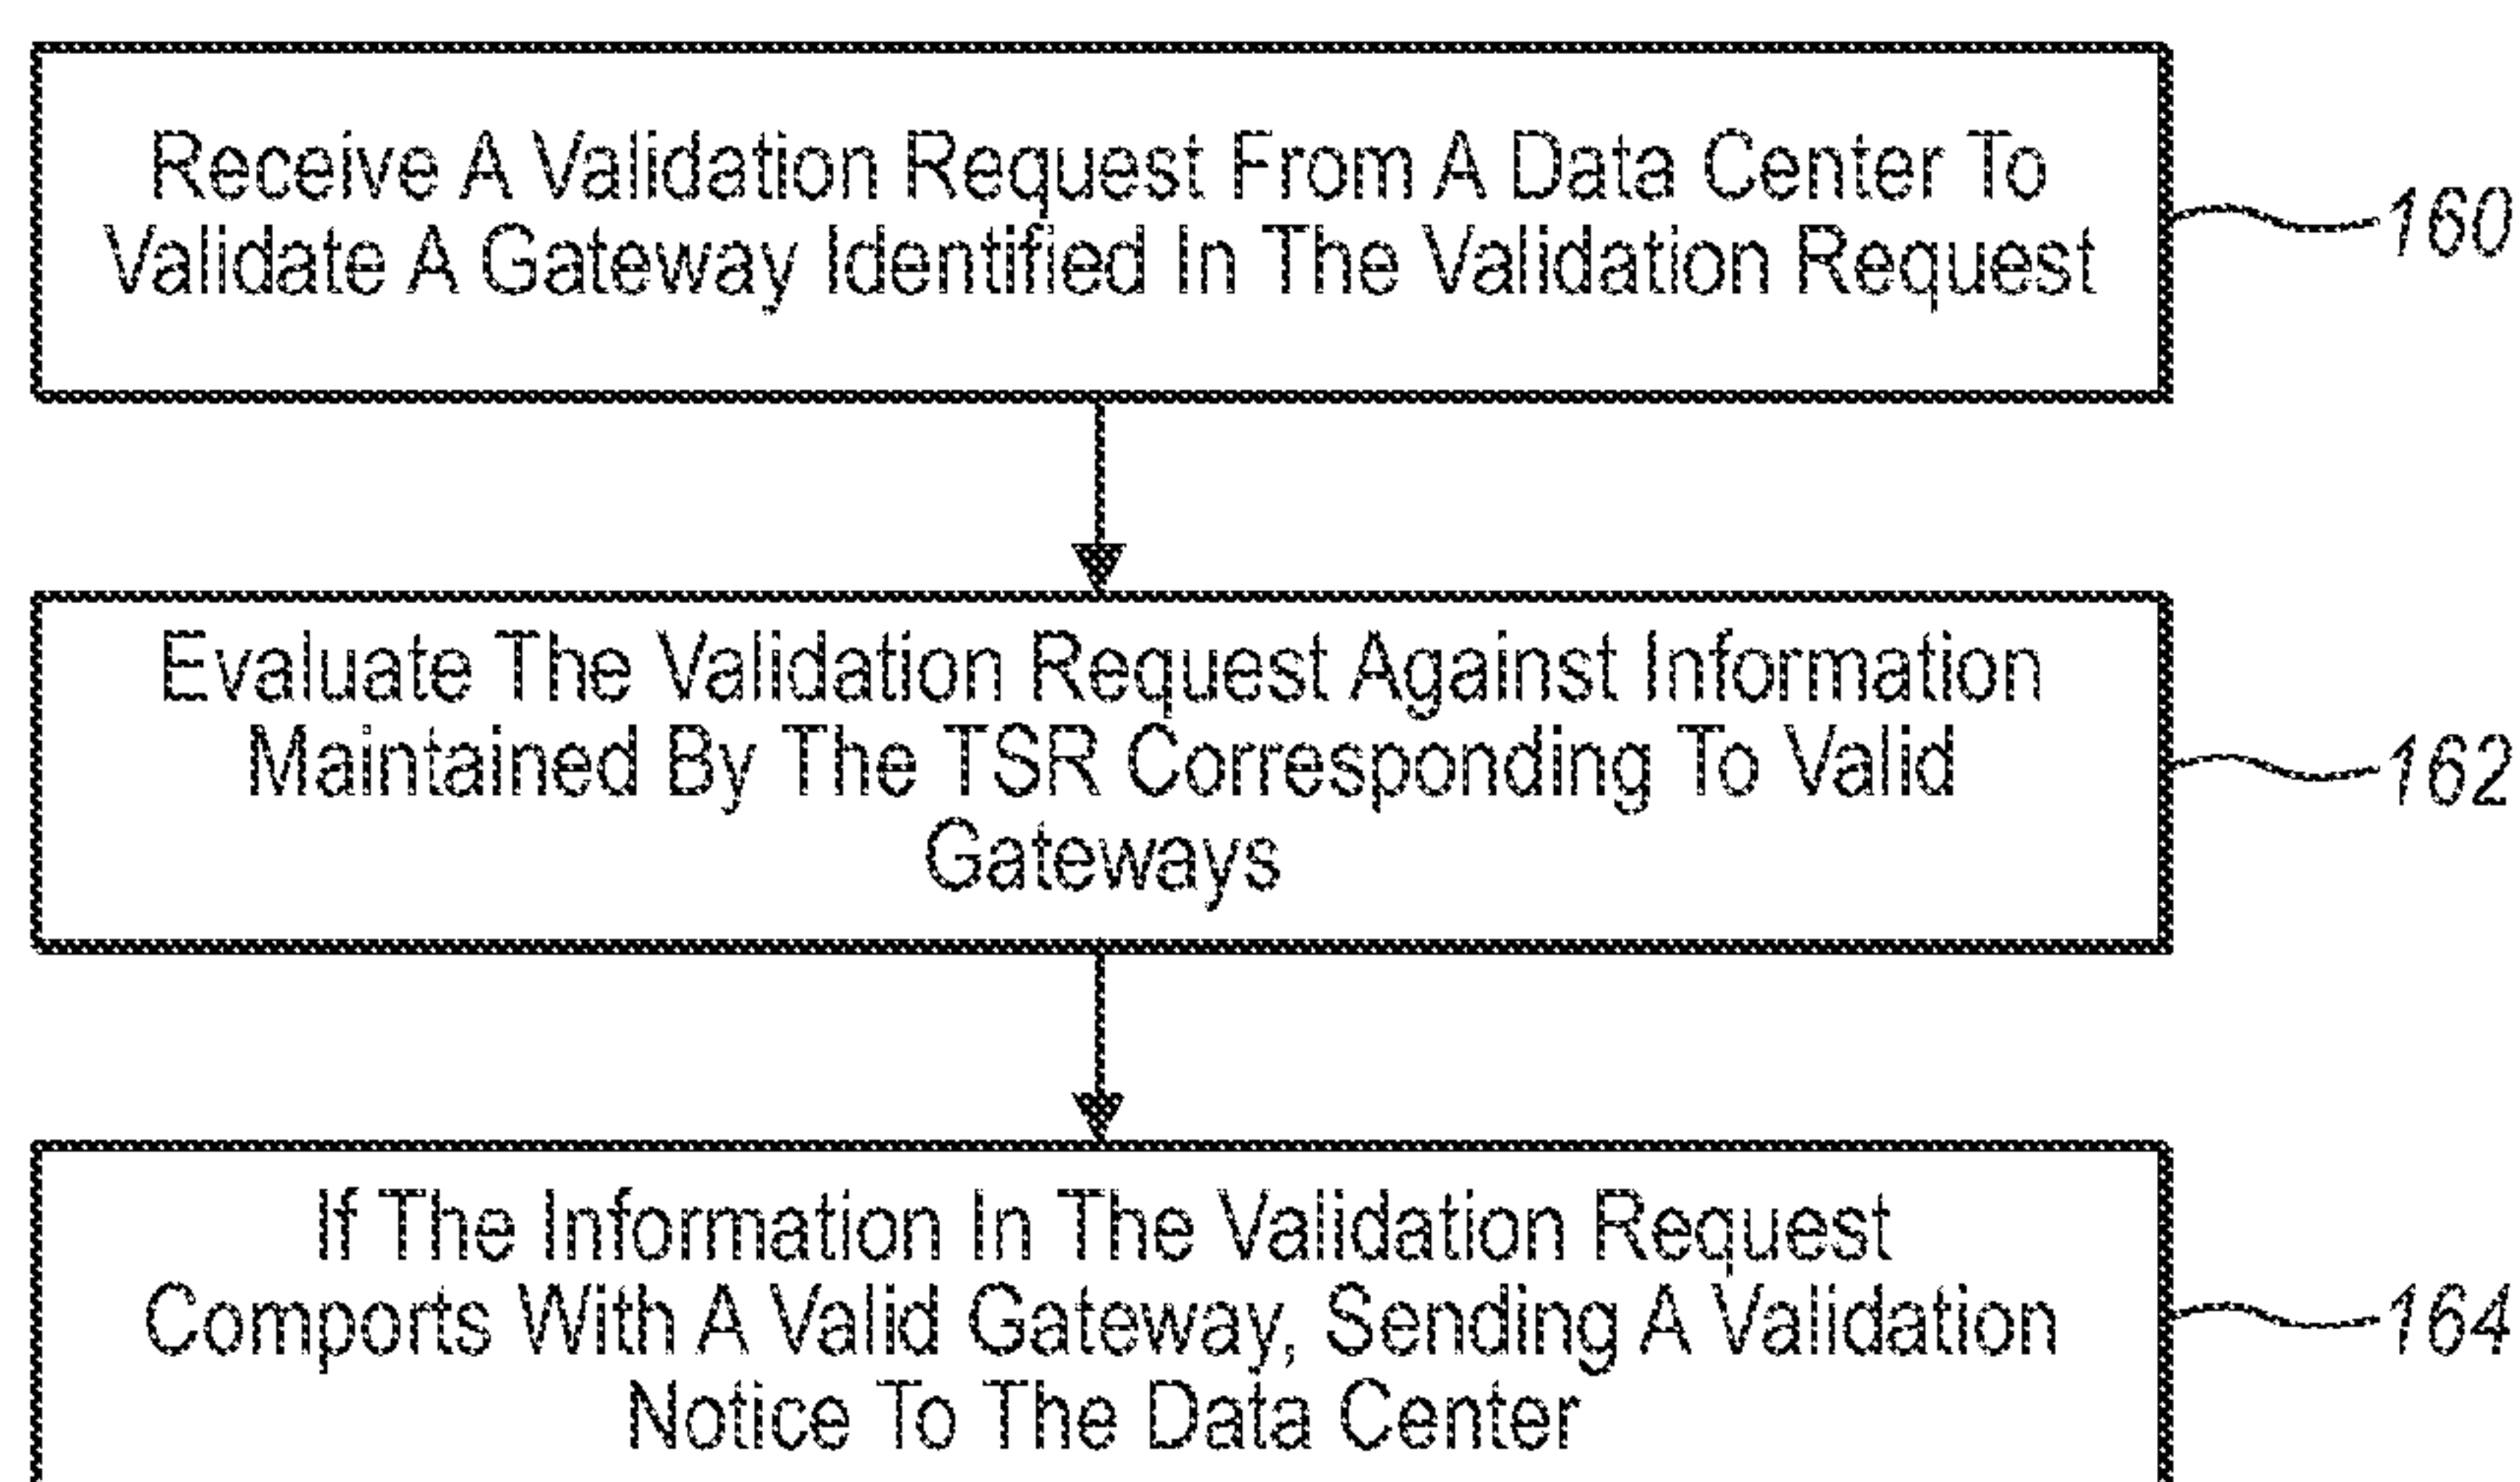 Receive A Validation Request From A Data Center To
Validate A Gateway Identified In The Validation Request
160
Evaluate The Validation Request Against Information
Maintained By The TSR Corresponding To Valid
Gateways
162
If The Information In The Validation Request
Comports With A Valid Gateway, Sending A Validation
Notice To The Data Center
164